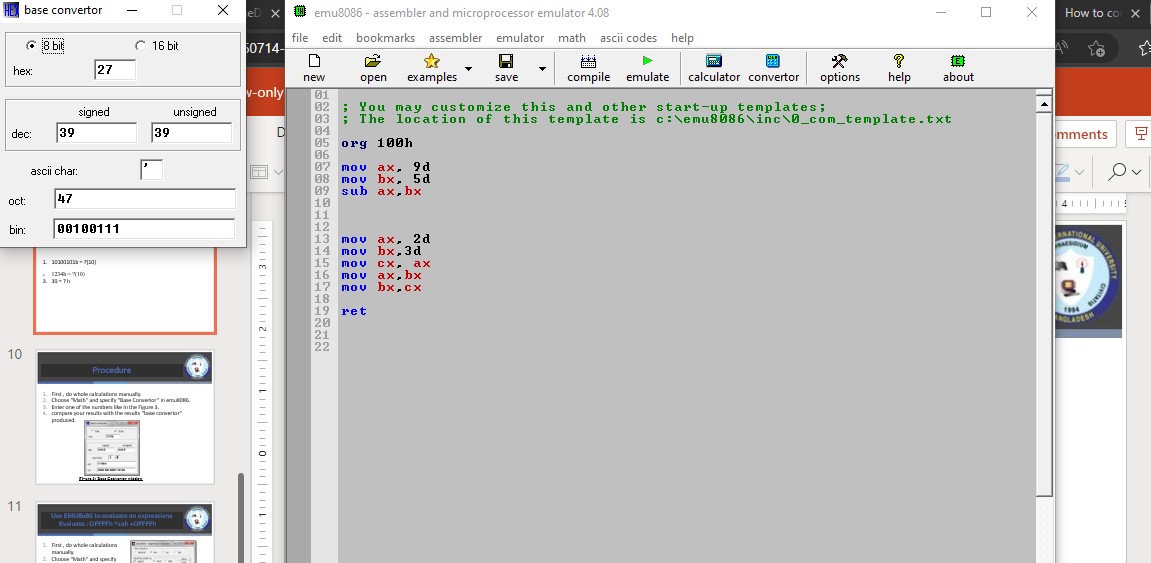 base convertor
8 bit
16 bit
hex:
27
signed
unsigned
dec:
39
39
ascii char:
'
oct:
47
bin:
00100111
emu8086 - assembler and microprocessor emulator 4.08
file edit bookmarks assembler emulator math ascii codes help
new open examples save compile emulate calculator convertor options help about
01
02 ; You may customize this and other start-up templates;
03 ; The location of this template is c:\emu8086\inc\0_com_template.txt
04
05 org 100h
06
07 mov ax, 9d
08 mov bx, 5d
09 sub ax,bx
10
11
12
13 mov ax, 2d
14 mov bx,3d
15 mov cx, ax
16 mov ax,bx
17 mov bx,cx
18
19 ret
20
21
22
How to co
50714-
w-only
mments
1. 10100101b = ?(10)
1234h = ?(10)
3. 39 = ? h
10
Procedure
1. First , do whole calculations manually.
2. Choose "Math" and specify "Base Convertor" in emu8086.
3. Enter one of the numbers like in the Figure 3.
4. compare your results with the results "base convertor"
produced.
Figure 3: Base Convertor window
11
Use EMU8086 to evaluate an expressions
Evaluate : 0FFFFh *10h +0FFFFh
1. First , do whole calculations
manually.
2. Choose "Math" and specify
3
2
1
0
1
4
1994